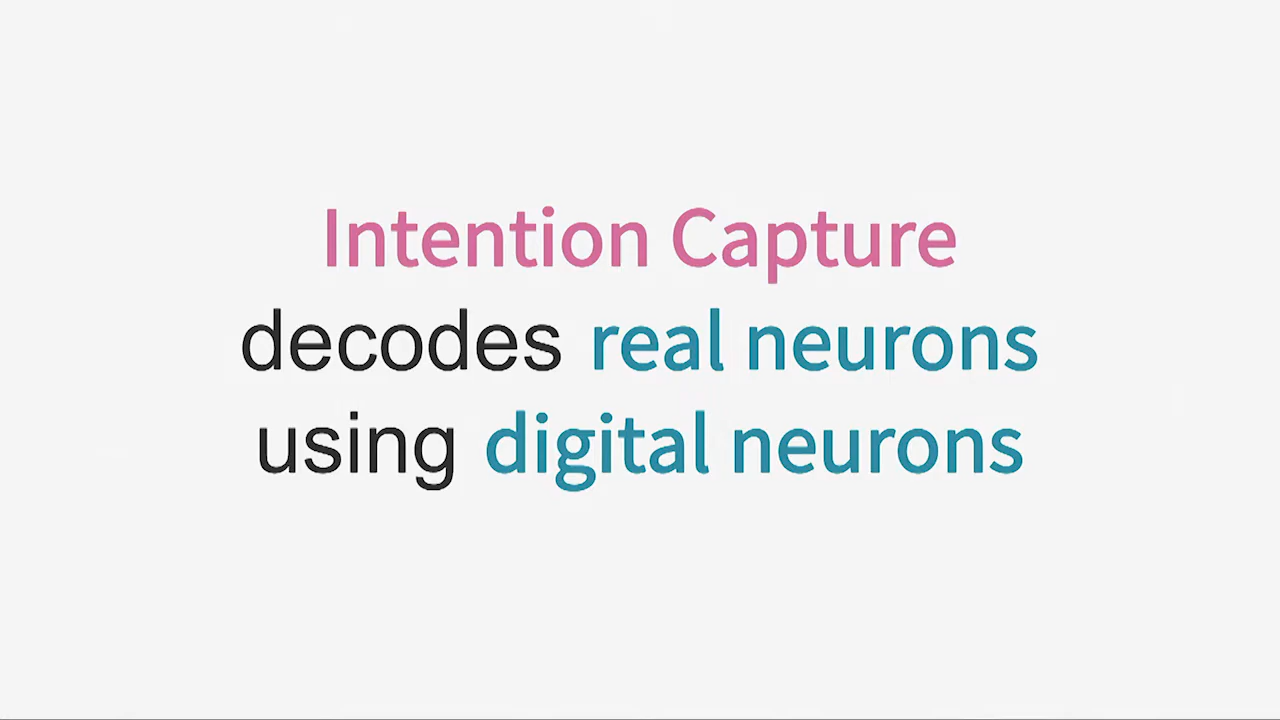 Intention Capture
decodes real neurons
using digital neurons